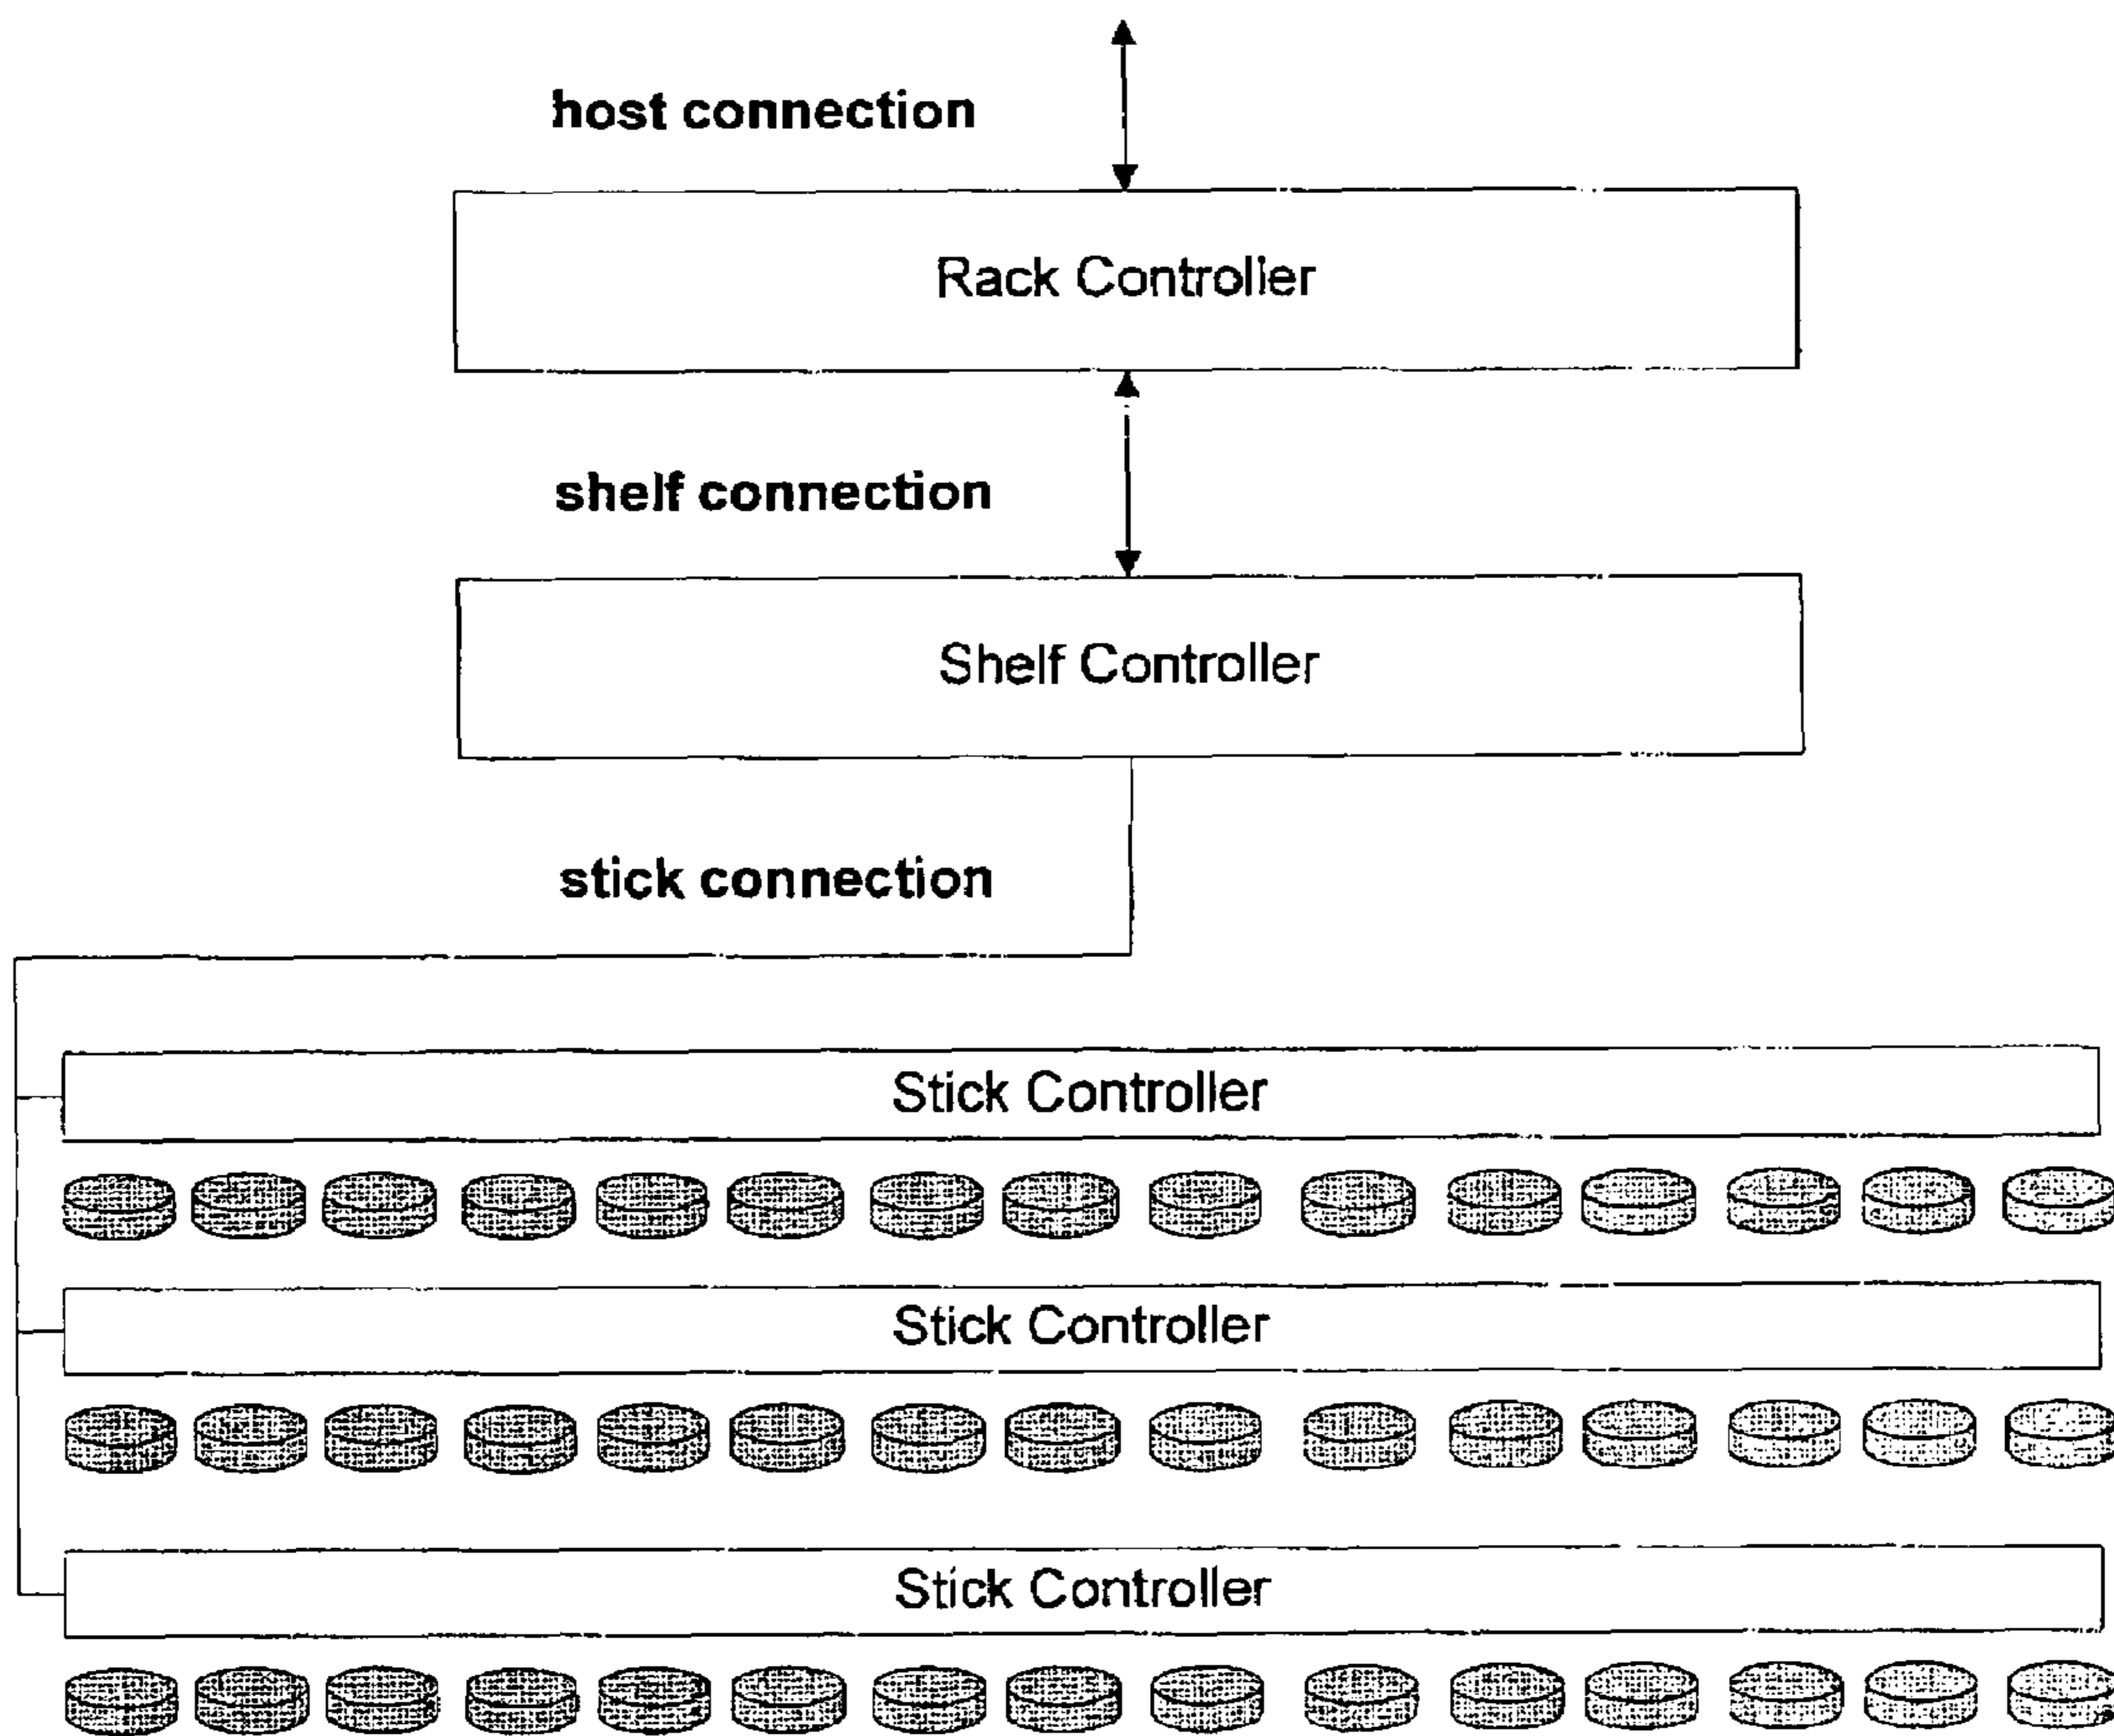 host connection
Rack Controller
shelf connection
Shelf Controller
stick connection
Stick Controller
Stick Controller
Stick Controller